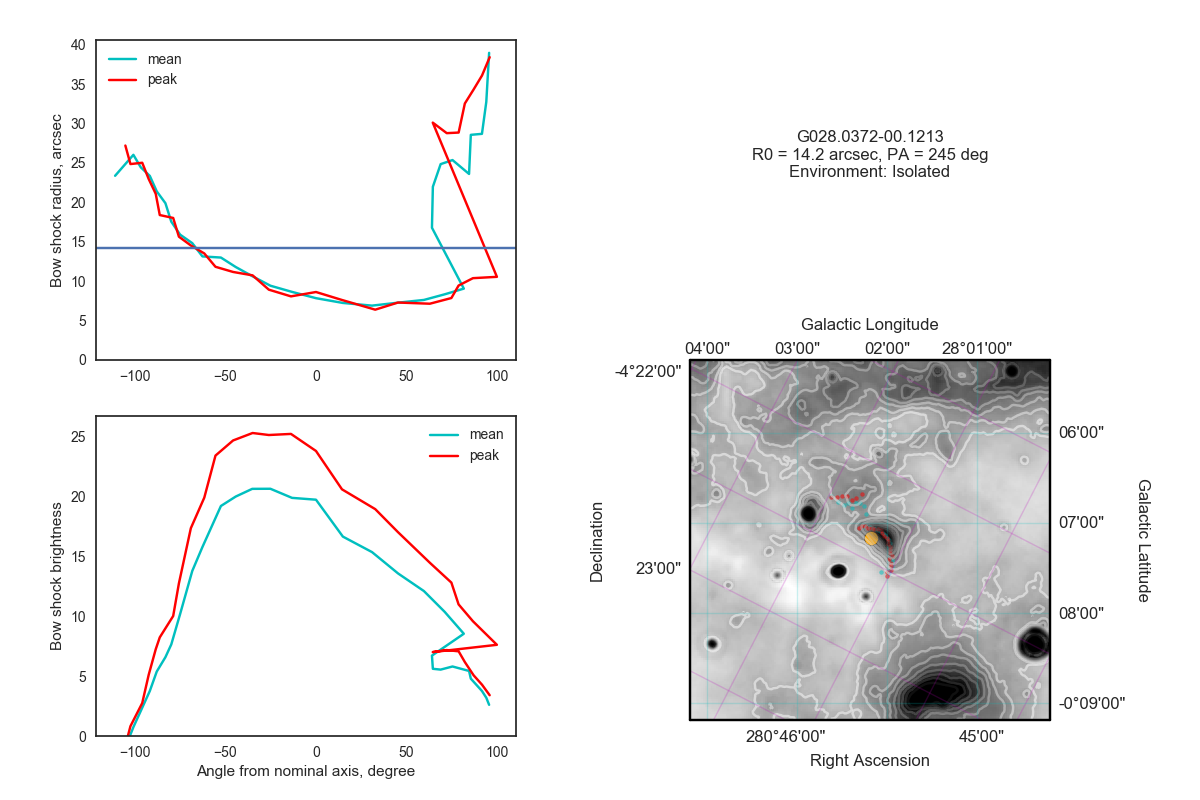 40
35
30
25
20
15
10
5
0
Bow shock radius, arcsec
mean
peak
−100
−50
0
50
100
25
20
15
10
5
0
Bow shock brightness
mean
peak
−100
−50
0
50
100
Angle from nominal axis, degree
G028.0372-00.1213
R0 = 14.2 arcsec, PA = 245 deg
Environment: Isolated
Galactic Longitude
04'00" 03'00" 02'00" 28°01'00"
-4°22'00"
23'00"
Declination
06'00"
07'00"
08'00"
-0°09'00"
Galactic Latitude
280°46'00" 45'00"
Right Ascension